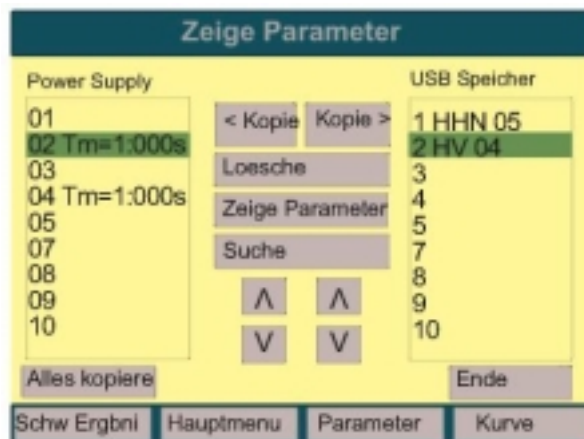 Zeige Parameter
Power Supply
01
02 Tm=1:000s
03
04 Tm=1:000s
05
07
08
09
10
< Kopie
Kopie >
Loesche
Zeige Parameter
Suche
Λ
Λ
V
V
USB Speicher
1 HHN 05
2 HV 04
3
4
5
7
8
9
10
Alles kopiere
Ende
Schw Ergbni
Hauptmenu
Parameter
Kurve